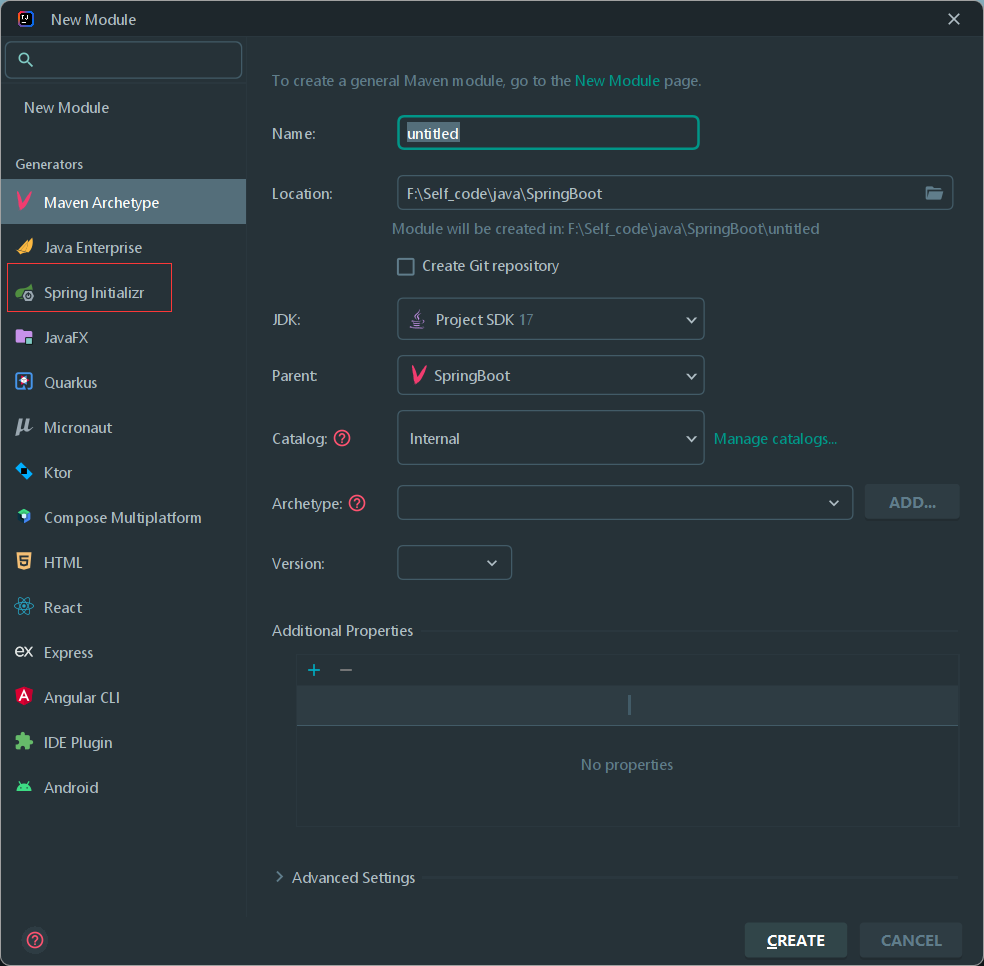 New Module
To create a general Maven module, go to the New Module page.
New Module
Name:
untitled
Generators
Location:
F:\Self_code\java\SpringBoot
Maven Archetype
Module will be created in: F:\Self_code\java\SpringBoot\untitled
Java Enterprise
Create Git repository
Spring Initializr
JDK:
Project SDK 17
JavaFX
Parent:
SpringBoot
Quarkus
Micronaut
Catalog: ?
Internal
Manage catalogs...
Ktor
Archetype: ?
ADD...
Compose Multiplatform
HTML
Version:
React
Additional Properties
Express
Angular CLI
IDE Plugin
No properties
Android
Advanced Settings
?
CREATE
CANCEL